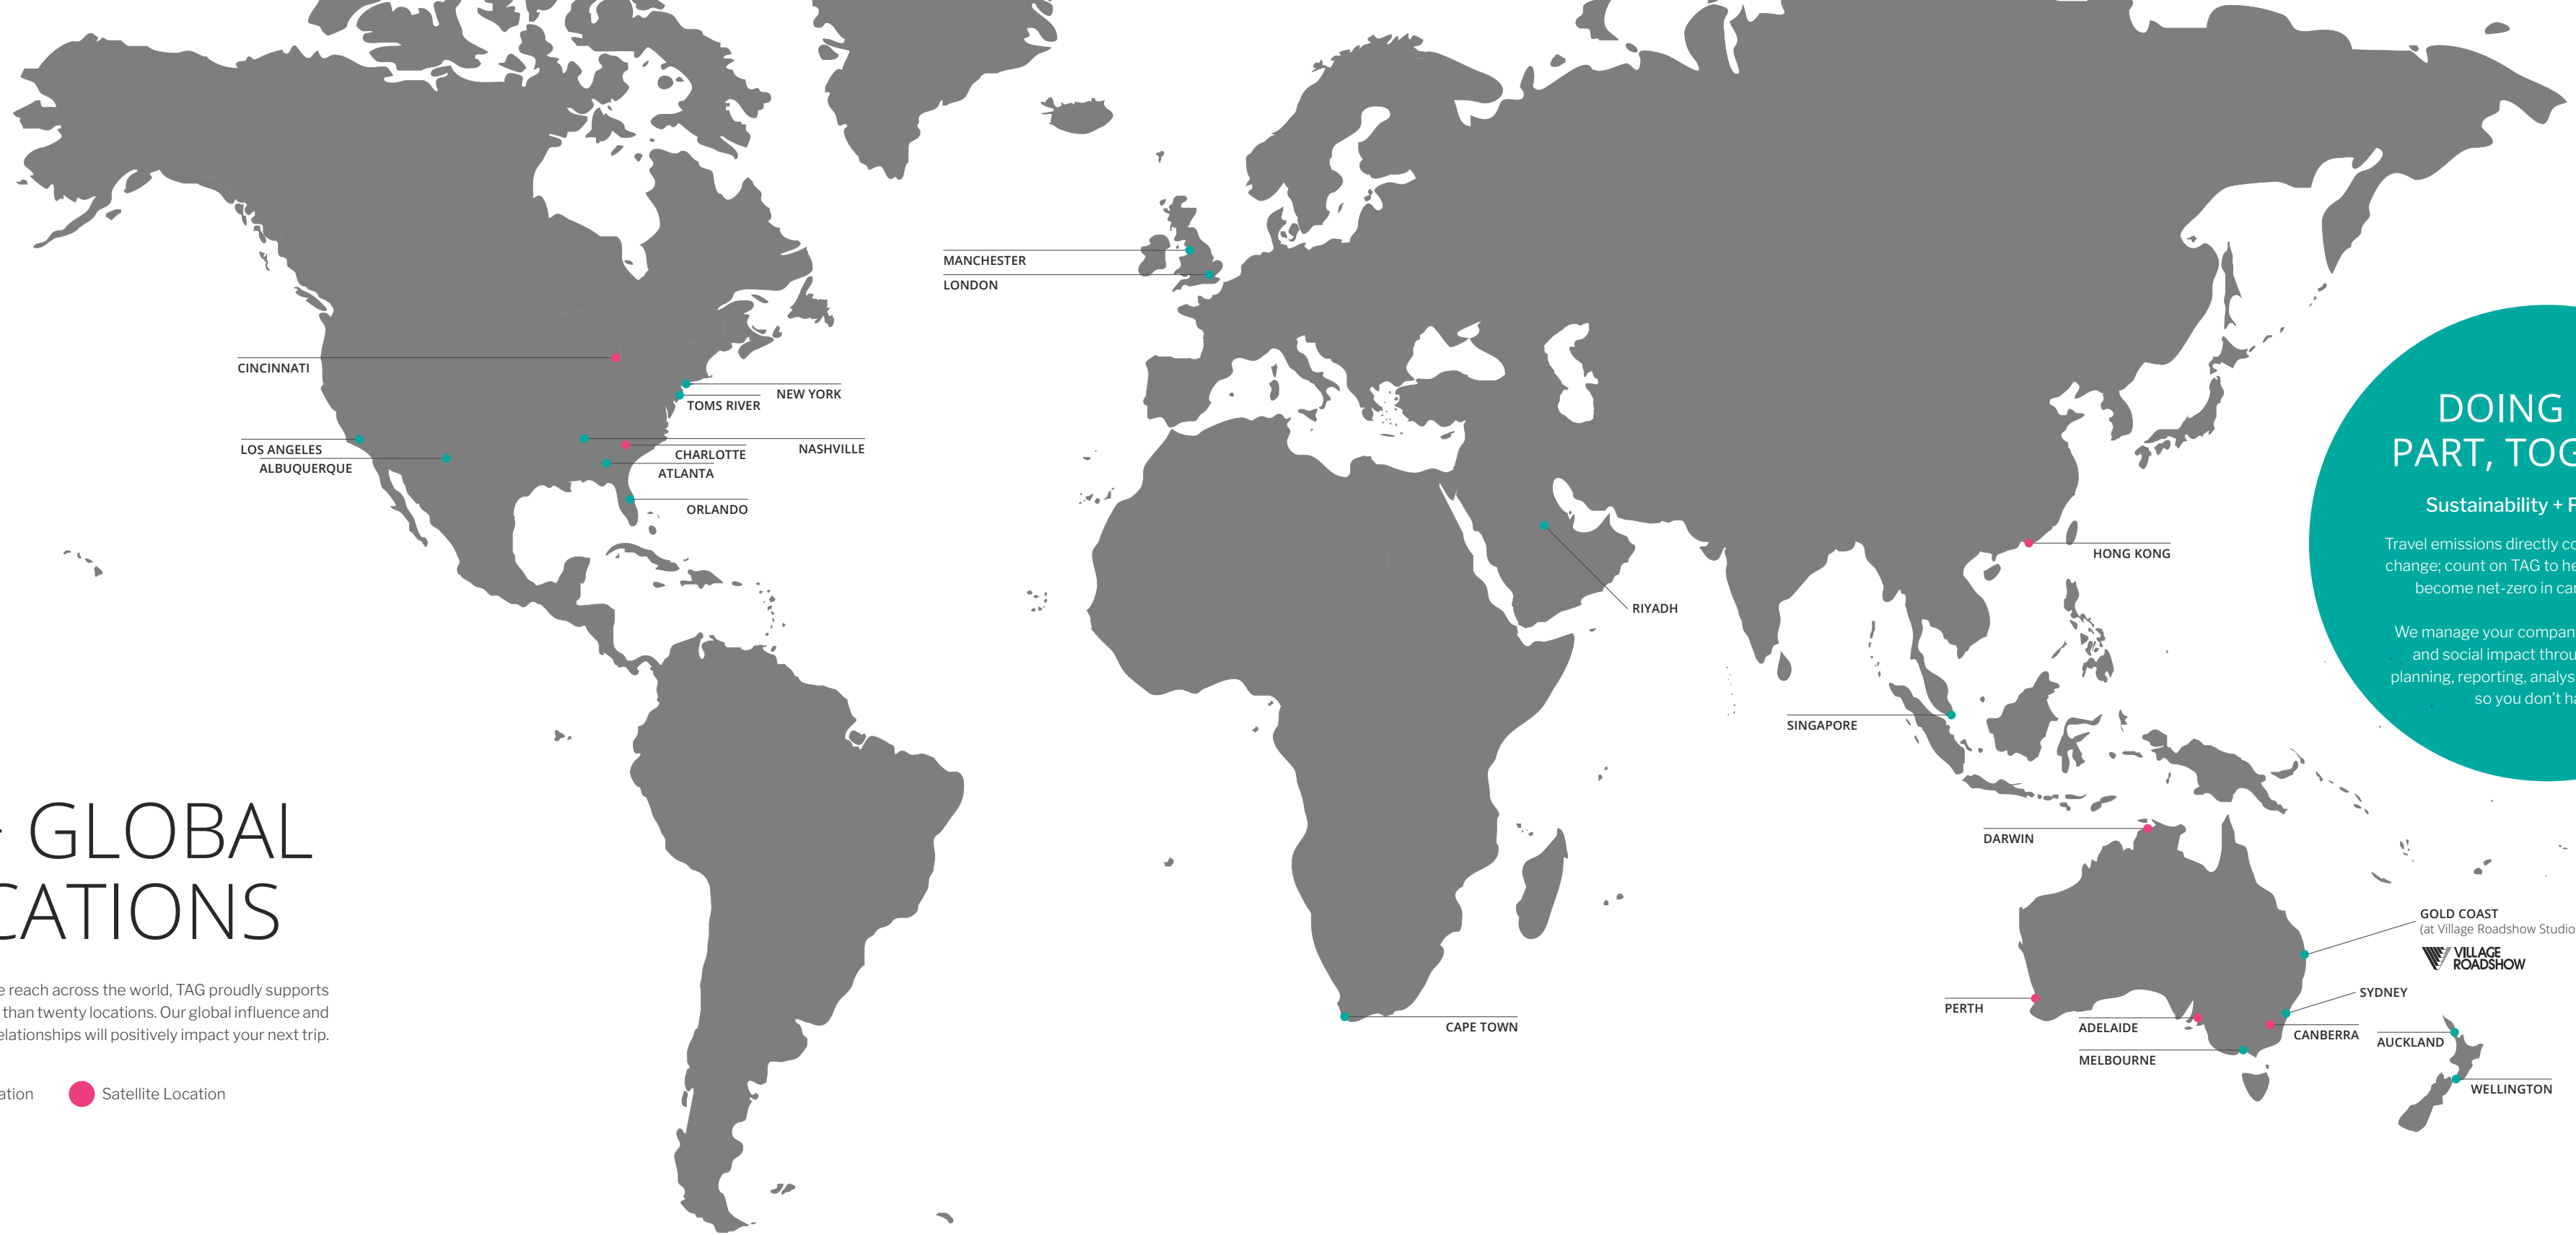 MANCHESTER
LONDON
CINCINNATI
NEW YORK
TOMS RIVER
LOS ANGELES
ALBUQUERQUE
NASHVILLE
CHARLOTTE
ATLANTA
ORLANDO
HONG KONG
RIYADH
SINGAPORE
DARWIN
GOLD COAST
(at Village Roadshow Studio
VILLAGE
ROADSHOW
SYDNEY
PERTH
ADELAIDE
CANBERRA
MELBOURNE
AUCKLAND
WELLINGTON
CAPE TOWN
DOING
PART, TOG
Sustainability + P
Travel emissions directly co
change; count on TAG to he
become net-zero in car
We manage your compan
and social impact throu
planning, reporting, analys
so you don't ha
GLOBAL
CATIONS
e reach across the world, TAG proudly supports
than twenty locations. Our global influence and
elationships will positively impact your next trip.
ation
Satellite Location